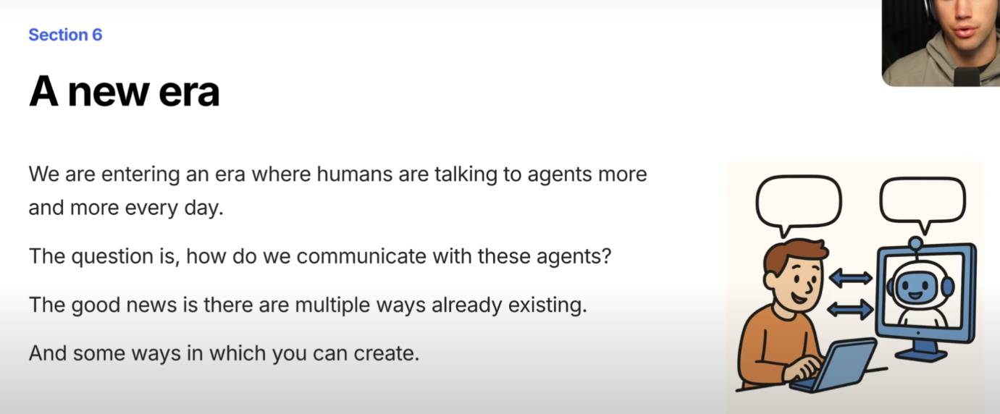 Section 6
A new era
We are entering an era where humans are talking to agents more
and more every day.
The question is, how do we communicate with these agents?
The good news is there are multiple ways already existing.
And some ways in which you can create.